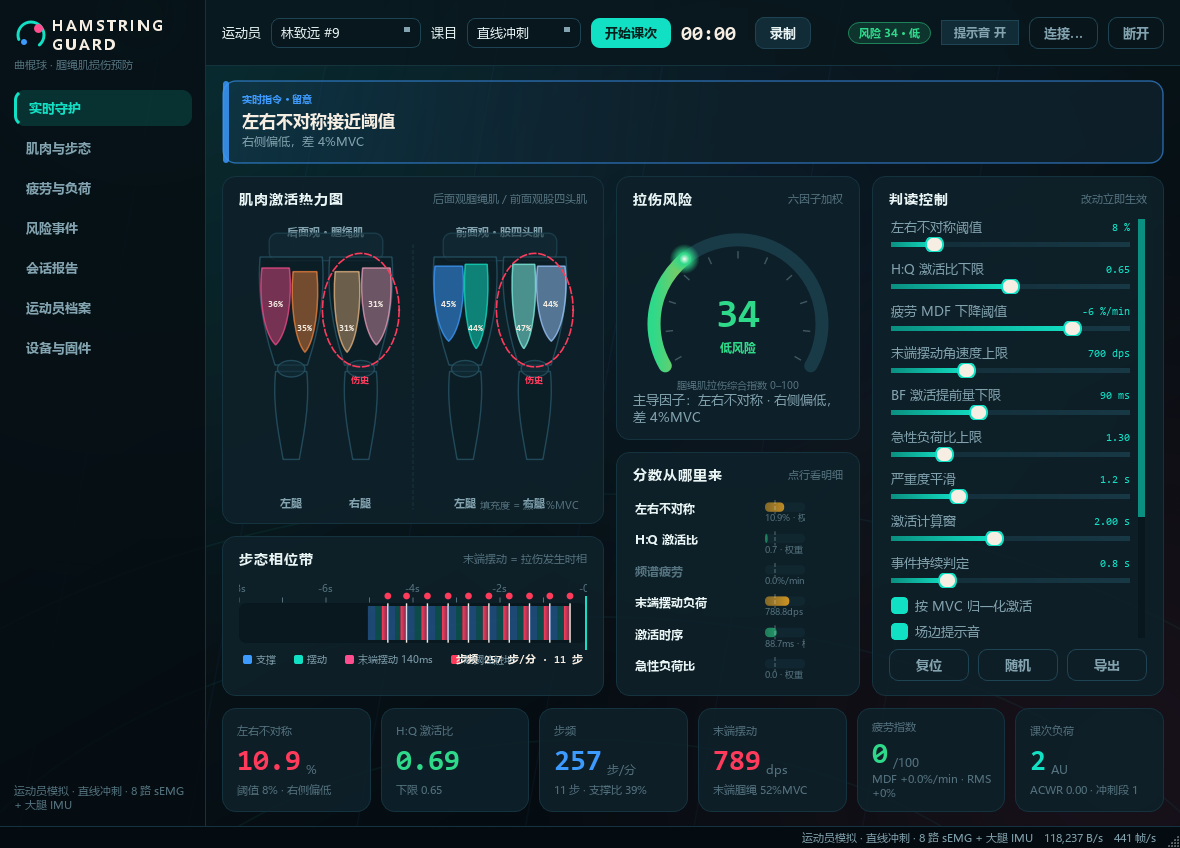 HAMSTRING
GUARD
曲棍球 · 腘绳肌损伤预防
实时守护
肌肉与步态
疲劳与负荷
风险事件
会话报告
运动员档案
设备与固件
运动员模拟 · 直线冲刺 · 8 路 sEMG
+ 大腿 IMU
运动员
林致远 #9
课目
直线冲刺
开始课次
00:00
录制
风险 34 • 低
提示音 开
连接...
断开
实时指令 • 留意
左右不对称接近阈值
右侧偏低，差 4%MVC
肌肉激活热力图
后面观腘绳肌 / 前面观股四头肌
后面观 • 腘绳肌
前面观 • 股四头肌
36%
35%
31%
31%
45%
44%
47%
44%
伤史
伤史
左腿
右腿
左腿
右腿
填充度 =
%MVC
步态相位带
末端摆动 = 拉伤发生时相
-6s
-4s
-2s
支撑
摆动
末端摆动 140ms
步频 257 步/分 · 11 步
拉伤风险
六因子加权
34
低风险
腘绳肌拉伤综合指数 0–100
主导因子：左右不对称 · 右侧偏低，
差 4%MVC
分数从哪里来
点行看明细
左右不对称
10.9% · 权
H:Q 激活比
0.7 · 权重
频谱疲劳
0.0%/min
末端摆动负荷
788.8dps
激活时序
88.7ms ·
急性负荷比
0.0 · 权重
判读控制
改动立即生效
左右不对称阈值
8 %
H:Q 激活比下限
0.65
疲劳 MDF 下降阈值
-6 %/min
末端摆动角速度上限
700 dps
BF 激活提前量下限
90 ms
急性负荷比上限
1.30
严重度平滑
1.2 s
激活计算窗
2.00 s
事件持续判定
0.8 s
按 MVC 归一化激活
场边提示音
复位
随机
导出
左右不对称
10.9 %
阈值 8% · 右侧偏低
H:Q 激活比
0.69
下限 0.65
步频
257 步/分
11 步 · 支撑比 39%
末端摆动
789 dps
末端腘绳 52%MVC
疲劳指数
0 /100
MDF +0.0%/min · RMS
+0%
课次负荷
2 AU
ACWR 0.00 · 冲刺段 1
运动员模拟 · 直线冲刺 · 8 路 sEMG + 大腿 IMU
118,237 B/s
441 帧/s